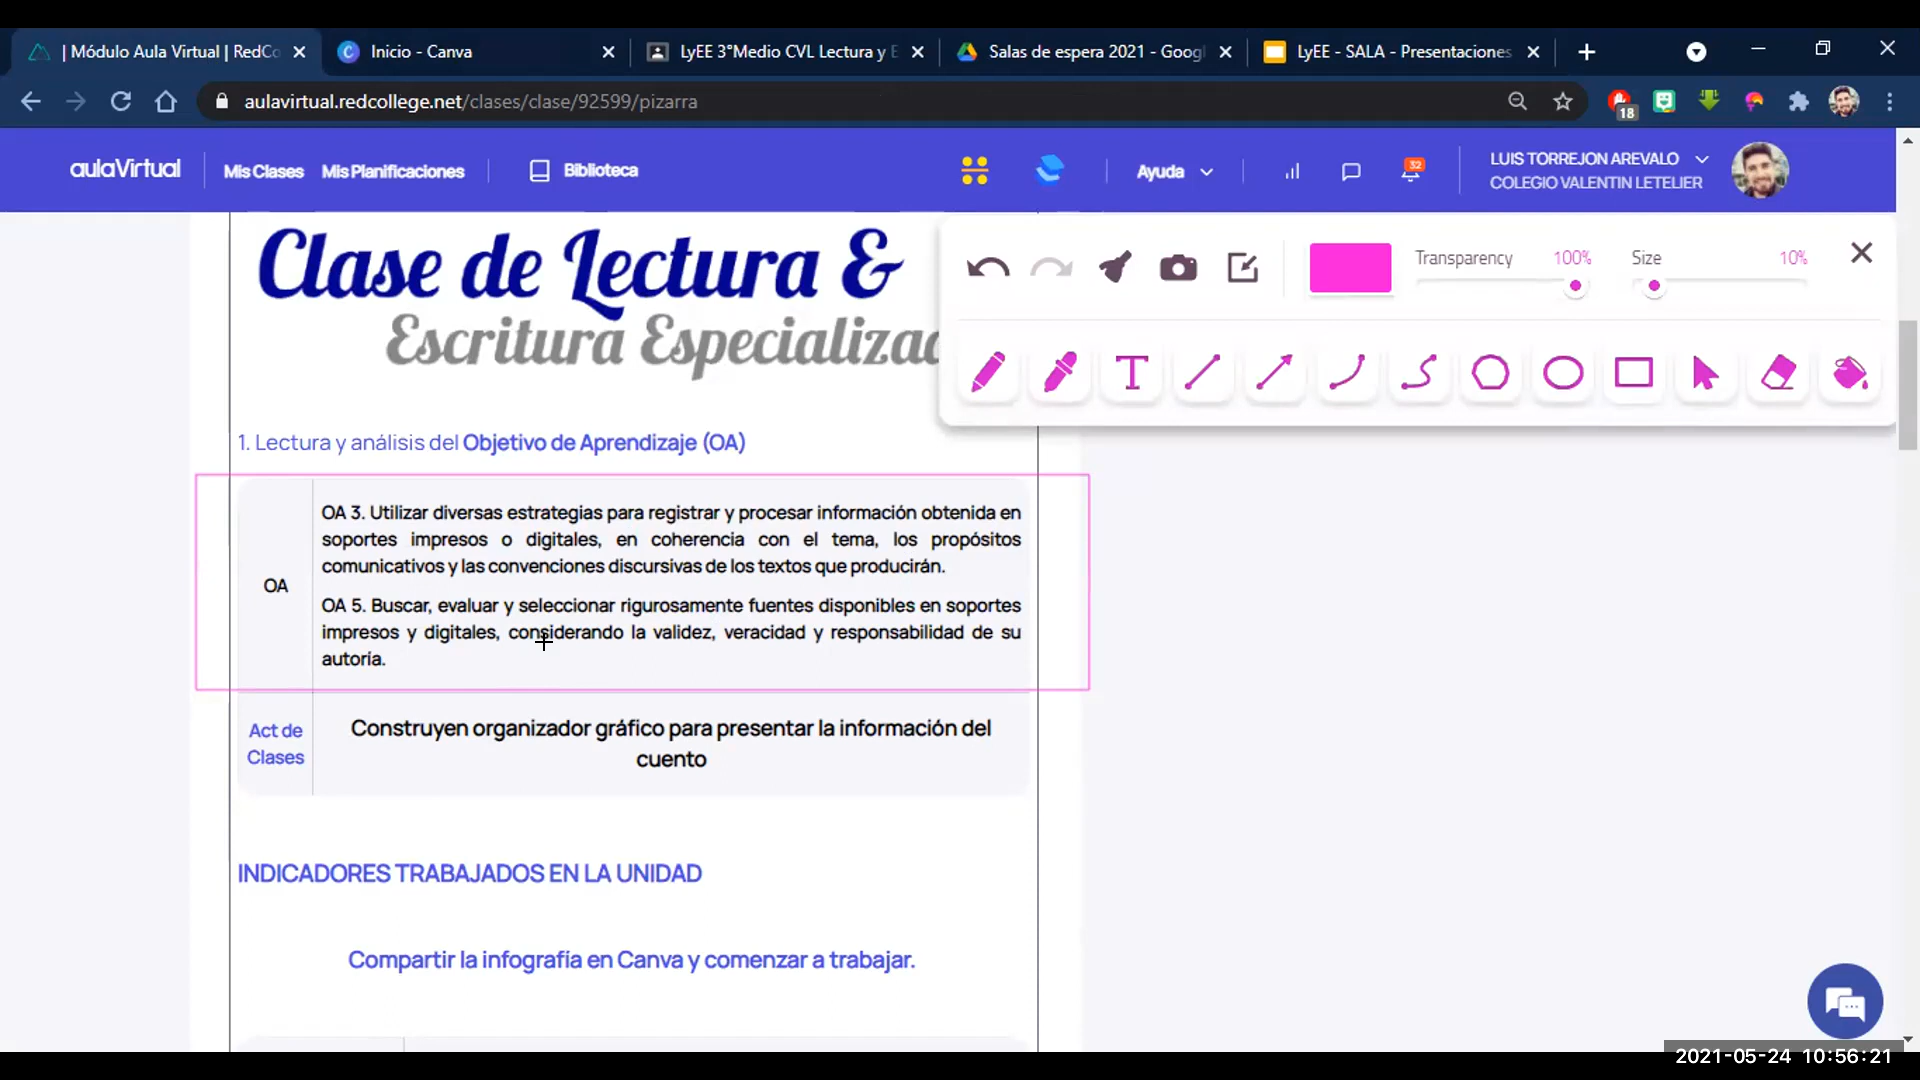 | Módulo Aula Virtual | RedCo
Inicio - Canva
LyEE 3°Medio CVL Lectura y E
Salas de espera 2021 - Googl
LyEE - SALA - Presentaciones
aulavirtual.redcollege.net/clases/clase/92599/pizarra
18
aulaVirtual
Mis Clases
Mis Planificaciones
Biblioteca
Ayuda
32
LUIS TORREJON AREVALO
COLEGIO VALENTIN LETELIER
Clase de Lectura &
Escritura Especializad
Transparency 100%
Size 10%
1. Lectura y análisis del Objetivo de Aprendizaje (OA)
OA
OA 3. Utilizar diversas estrategias para registrar y procesar información obtenida en
soportes impresos o digitales, en coherencia con el tema, los propósitos
comunicativos y las convenciones discursivas de los textos que producirán.
OA 5. Buscar, evaluar y seleccionar rigurosamente fuentes disponibles en soportes
impresos y digitales, considerando la validez, veracidad y responsabilidad de su
autoría.
Act de
Clases
Construyen organizador gráfico para presentar la información del
cuento
INDICADORES TRABAJADOS EN LA UNIDAD
Compartir la infografía en Canva y comenzar a trabajar.
2021-05-24 10:56:21